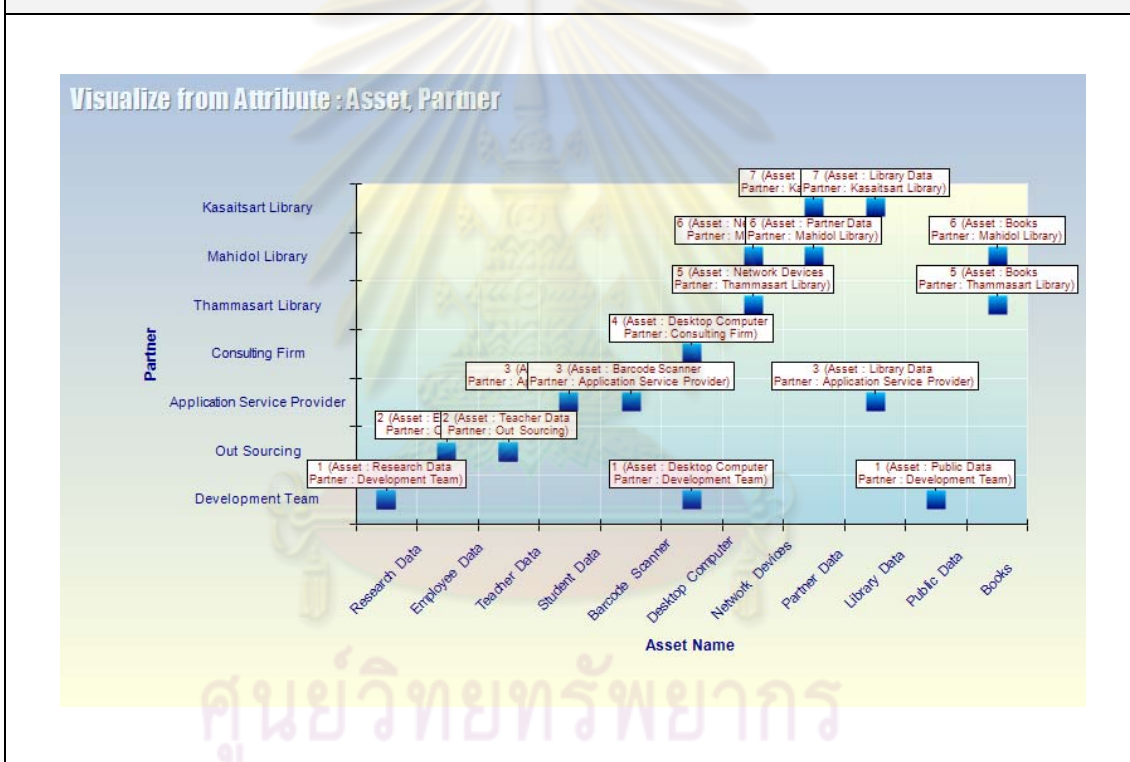 Visualize from Attribute : Asset, Partner
7 (Asset
Partner : Ka
7 (Asset : Library Data
Partner : Kasaitsart Library)
Kasaitsart Library
6 (Asset : Ne
Partner : M
6 (Asset : Partner Data
Partner : Mahidol Library)
6 (Asset : Books
Partner : Mahidol Library)
Mahidol Library
5 (Asset : Network Devices
Partner : Thammasart Library)
5 (Asset : Books
Partner : Thammasart Library)
Thammasart Library
4 (Asset : Desktop Computer
Partner : Consulting Firm)
Consulting Firm
3 (A
Partner : Ap
3 (Asset : Barcode Scanner
Partner : Application Service Provider)
3 (Asset : Library Data
Partner : Application Service Provider)
Application Service Provider
2 (Asset : E
Partner : O
2 (Asset : Teacher Data
Partner : Out Sourcing)
Out Sourcing
1 (Asset : Research Data
Partner : Development Team)
1 (Asset : Desktop Computer
Partner : Development Team)
1 (Asset : Public Data
Partner : Development Team)
Development Team
Partner
Research Data
Employee Data
Teacher Data
Student Data
Barcode Scanner
Desktop Computer
Network Devices
Partner Data
Library Data
Public Data
Books
Asset Name
ศูนย์วิทยทรัพยากร